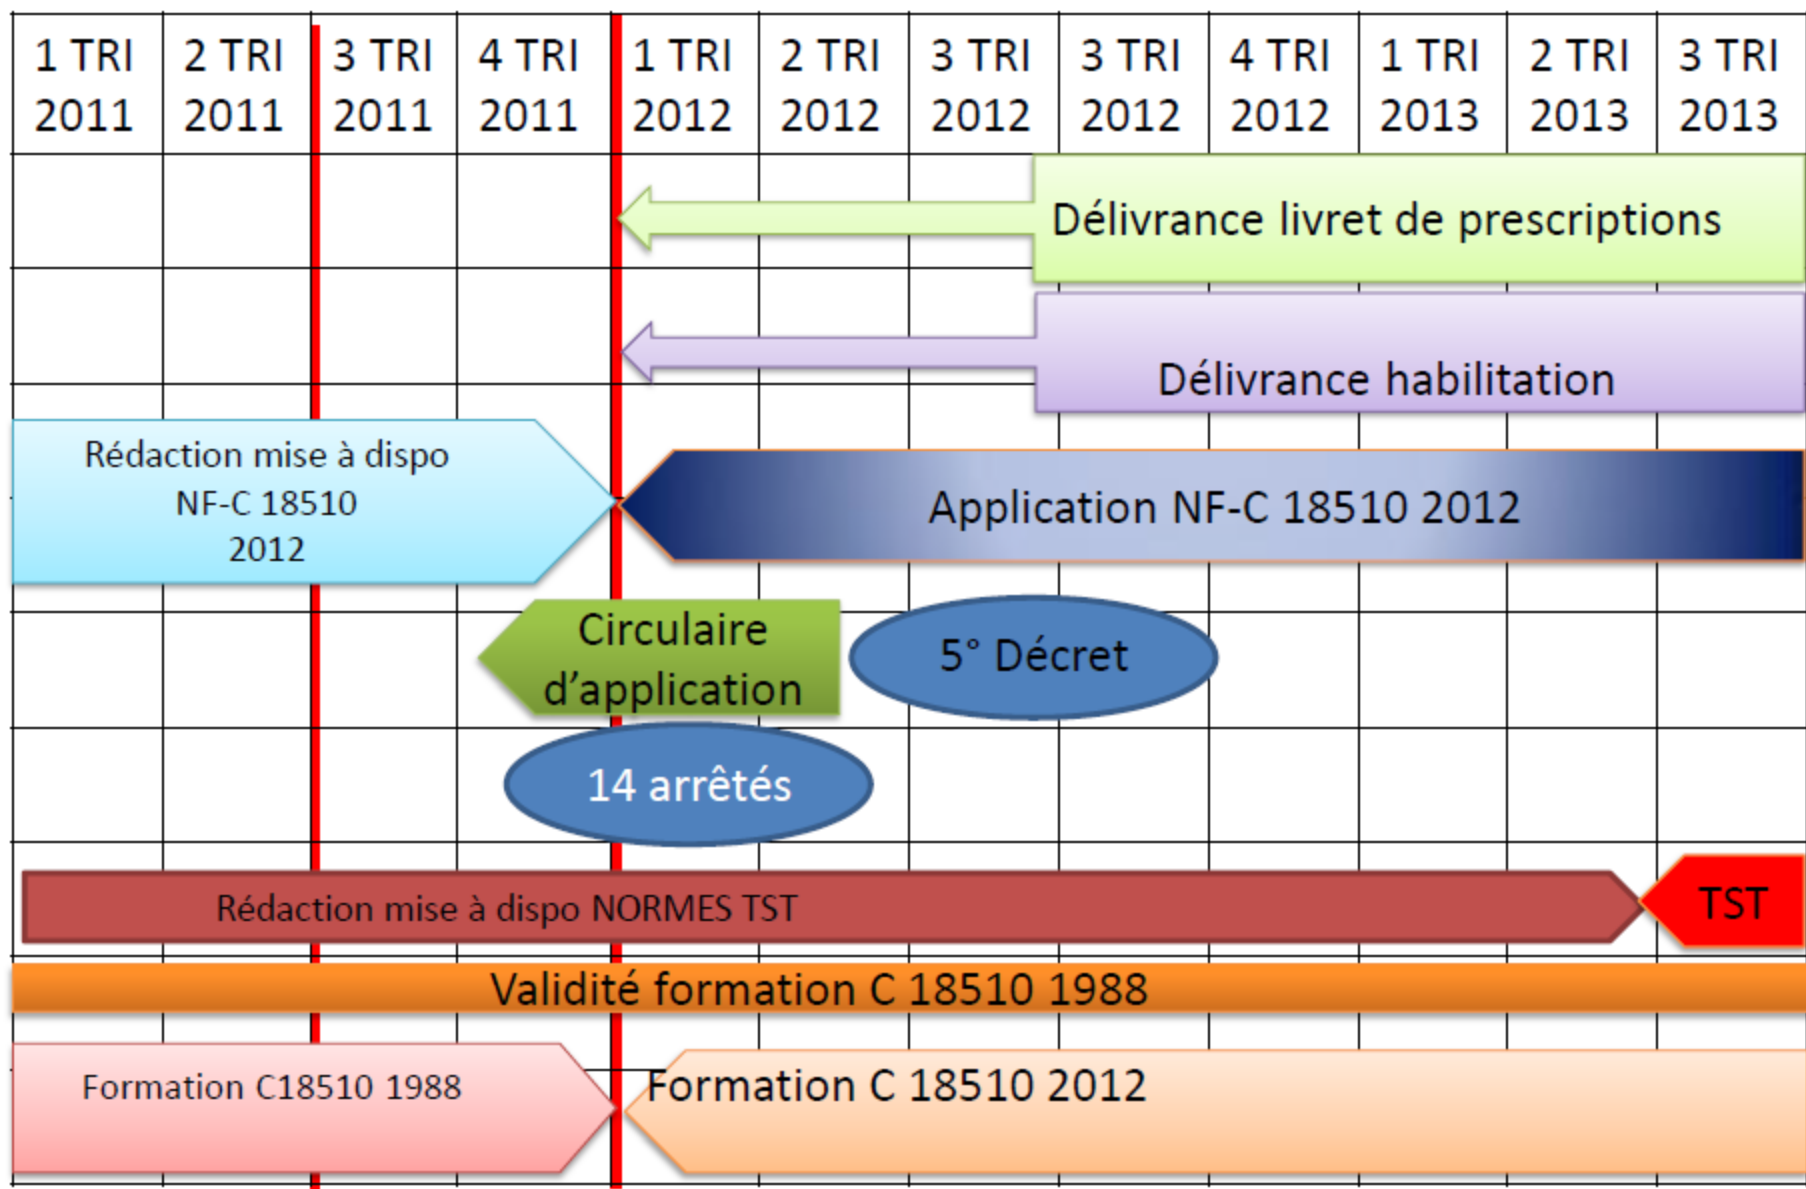 1 TRI 2 TRI 3 TRI 4 TRI 1 TRI 2 TRI 3 TRI 3 TRI 4 TRI 1 TRI 2 TRI 3 TRI
2011 2011 2011 2011 2012 2012 2012 2012 2012 2013 2013 2013
Délivrance livret de prescriptions
Délivrance habilitation
Rédaction mise à dispo
NF-C 18510
2012
Application NF-C 18510 2012
Circulaire
d’application
5° Décret
14 arrêtés
Rédaction mise à dispo NORMES TST
TST
Validité formation C 18510 1988
Formation C18510 1988
Formation C 18510 2012